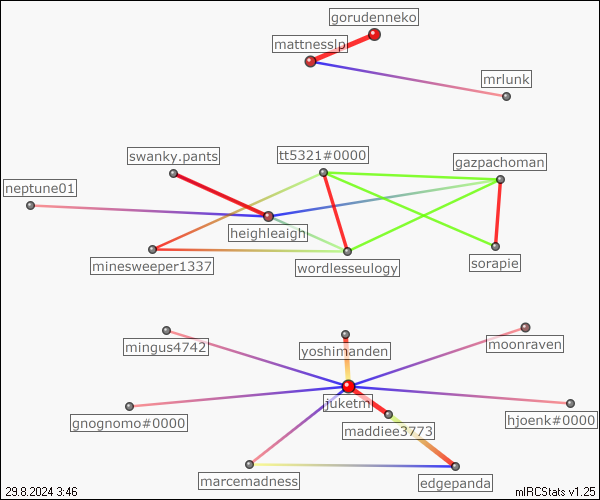 gorudenneko
mattnesslp
mrlunk
swanky.pants
tt5321#0000
gazpachoman
neptune01
heighleaigh
minesweeper1337
wordlesseulogy
sorapie
mingus4742
yoshimanden
moonraven
juketm
gnognomo#0000
hjoenk#0000
maddiee3773
marcemadness
edgepanda
29.8.2024 3:46
mIRCStats v1.25